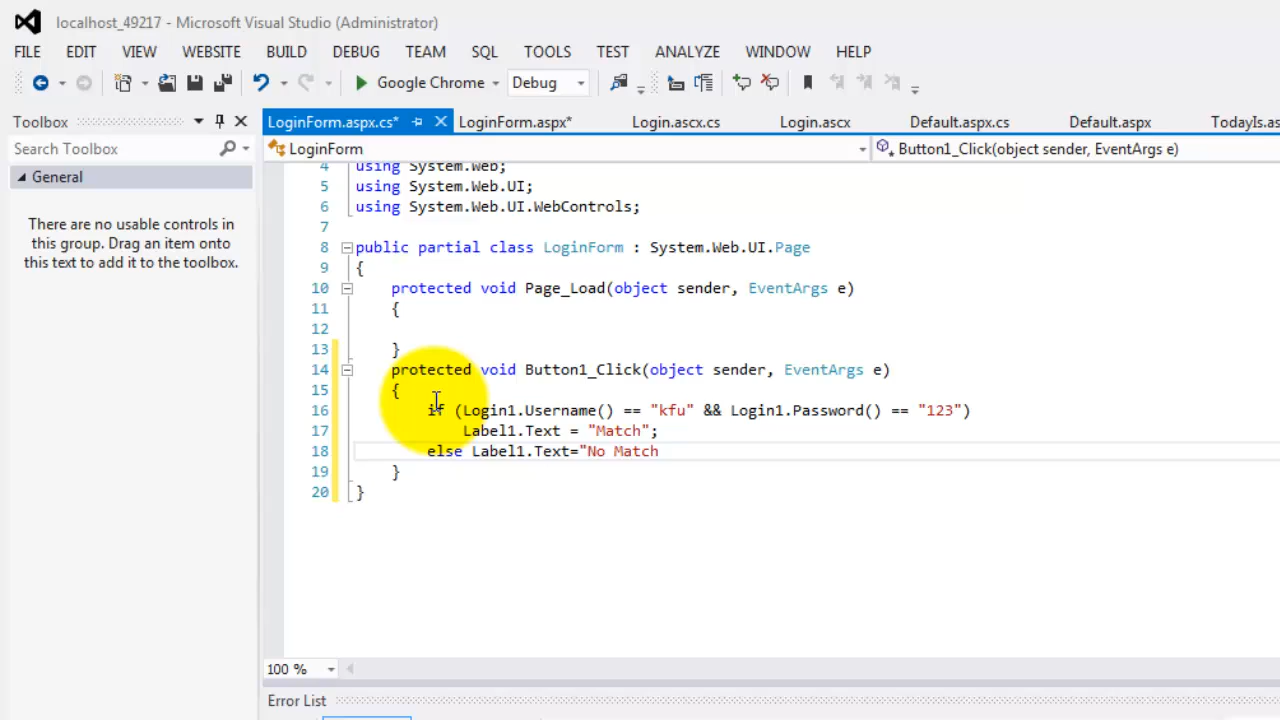 localhost_49217 - Microsoft Visual Studio (Administrator)
FILE EDIT VIEW WEBSITE BUILD DEBUG TEAM SQL TOOLS TEST ANALYZE WINDOW HELP
Google Chrome Debug
Toolbox
LoginForm.aspx.cs* LoginForm.aspx* Login.ascx.cs Login.ascx Default.aspx.cs Default.aspx TodayIs.as
Search Toolbox
LoginForm Button1_Click(object sender, EventArgs e)
General
There are no usable controls in
this group. Drag an item onto
this text to add it to the toolbox.
4 using System.Web;
5 using System.Web.UI;
6 using System.Web.UI.WebControls;
7
8 public partial class LoginForm : System.Web.UI.Page
9 {
10 protected void Page_Load(object sender, EventArgs e)
11 {
12
13 }
14 protected void Button1_Click(object sender, EventArgs e)
15 {
16 if (Login1.Username() == "kfu" && Login1.Password() == "123")
17 Label1.Text = "Match";
18 else Label1.Text="No Match
19 }
20 }
100 %
Error List